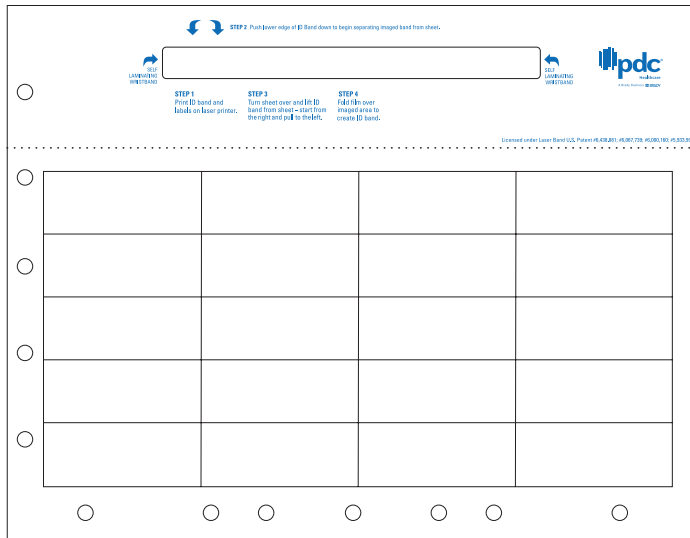 STEP 2 Push lower edge of ID Band down to begin separating imaged band from sheet.
SELF
LAMINATING
WRISTBAND
SELF
LAMINATING
WRISTBAND
pdc
Healthcare
STEP 1
Print ID band and
labels on laser printer.
STEP 3
Turn sheet over and lift ID
band from sheet – start from
the right and pull to the left.
STEP 4
Fold film over
imaged area to
create ID band.
Licensed under Laser Band U.S. Patent